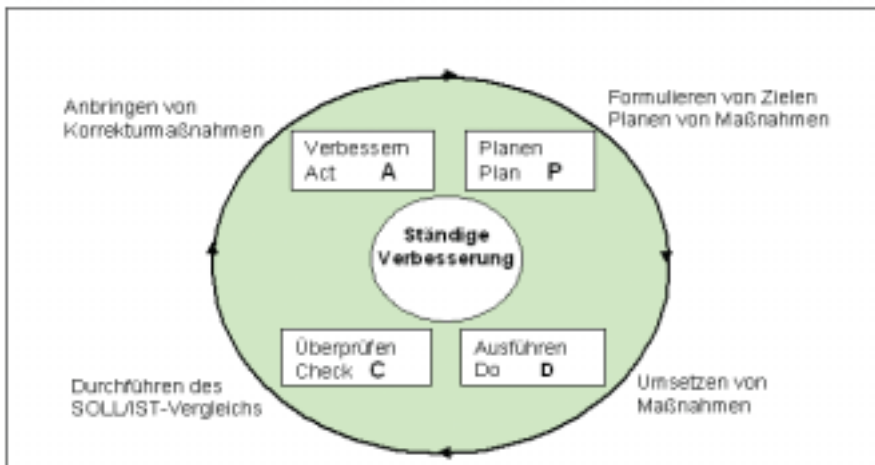 Anbringen von
Korrekturmaßnahmen
Formulieren von Zielen
Planen von Maßnahmen
Verbessern
Act A
Planen
Plan P
Ständige
Verbesserung
Überprüfen
Check C
Ausführen
Do D
Durchführen des
SOLL/IST-Vergleichs
Umsetzen von
Maßnahmen